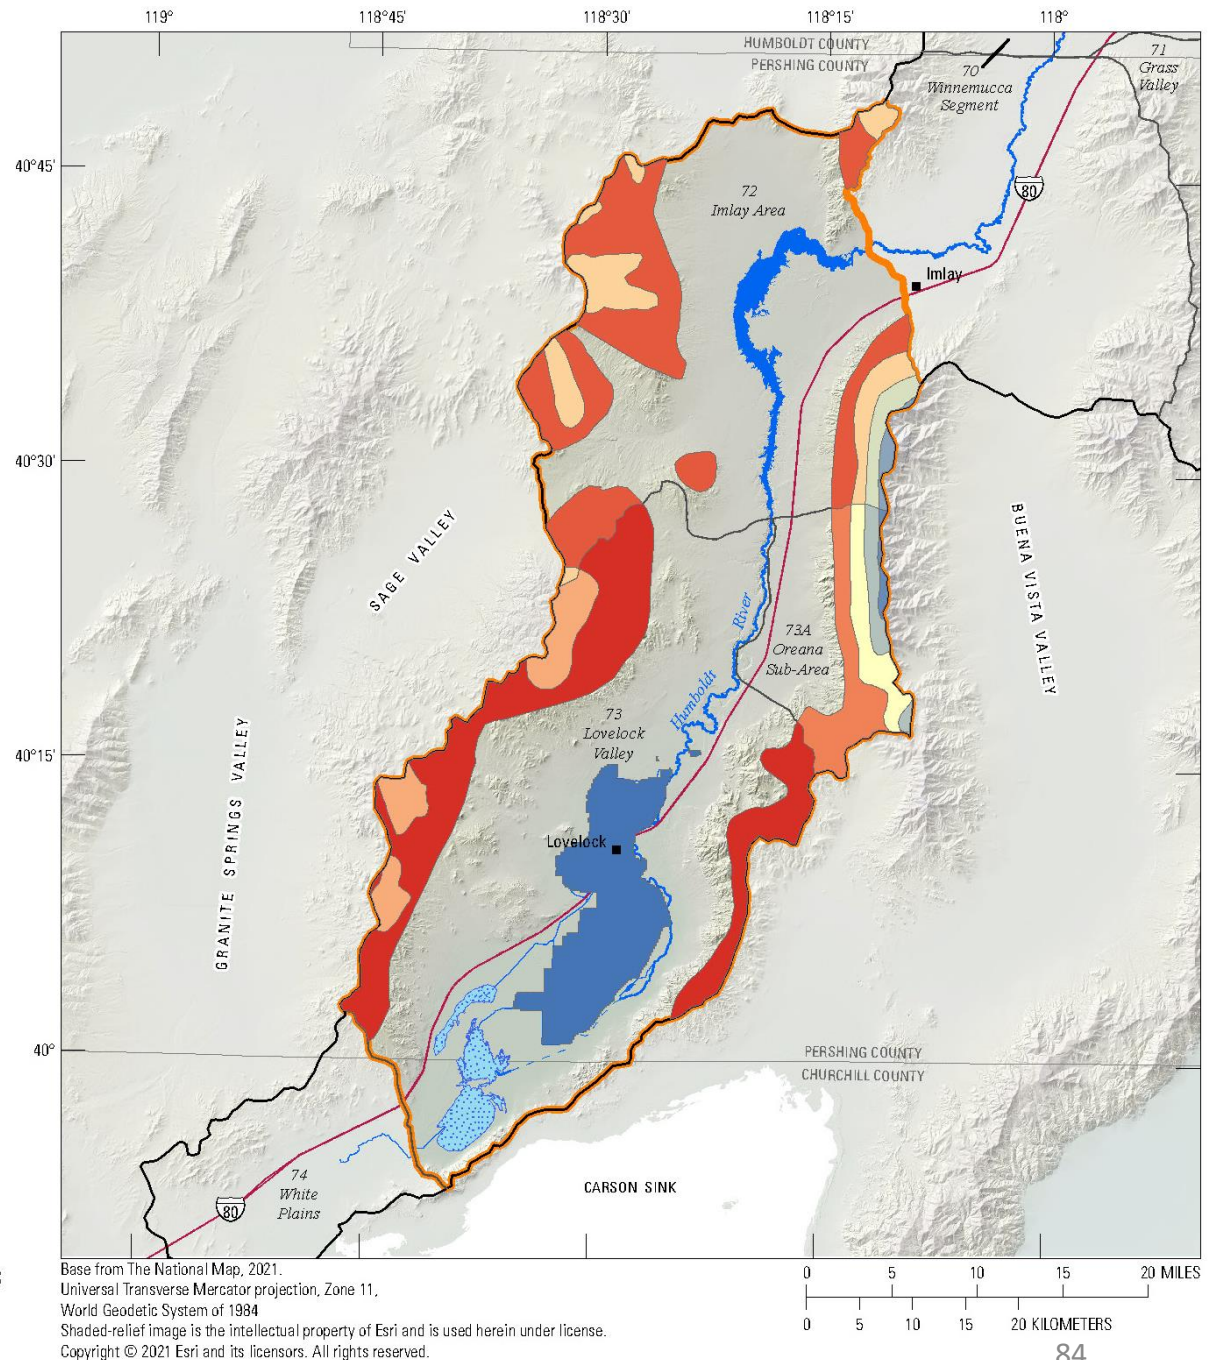 119°
118°45'
118°30'
118°15'
118°
HUMBOLDT COUNTY
PERSHING COUNTY
71
Grass
Valley
70
Winnemucca
Segment
40°45'
80
72
Imlay Area
Imlay
40°30'
SAGE VALLEY
BUENA VISTA VALLEY
River
Humboldt
73A
Oreana
Sub-Area
73
Lovelock
Valley
40°15'
GRANITE SPRINGS VALLEY
Lovelock
40°
PERSHING COUNTY
CHURCHILL COUNTY
74
White
Plains
80
CARSON SINK
Base from The National Map, 2021.
Universal Transverse Mercator projection, Zone 11,
World Geodetic System of 1984
Shaded-relief image is the intellectual property of Esri and is used herein under license.
Copyright © 2021 Esri and its licensors. All rights reserved.
0 5 10 15 20 MILES
0 5 10 15 20 KILOMETERS
84